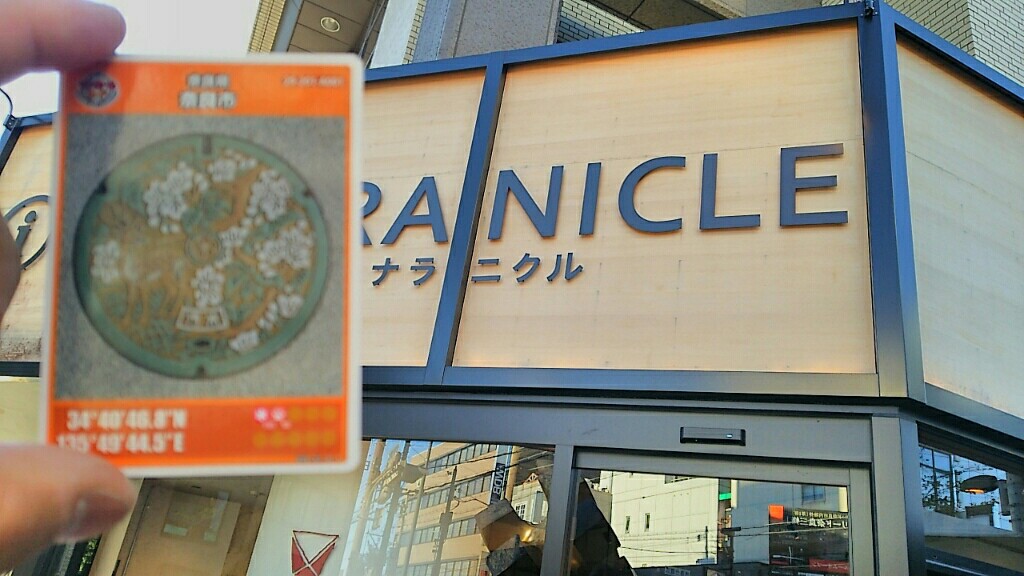 奈良県
奈良市
34°40'46.8"N
135°49'44.5"E
i
RANICLE
ナラニクル